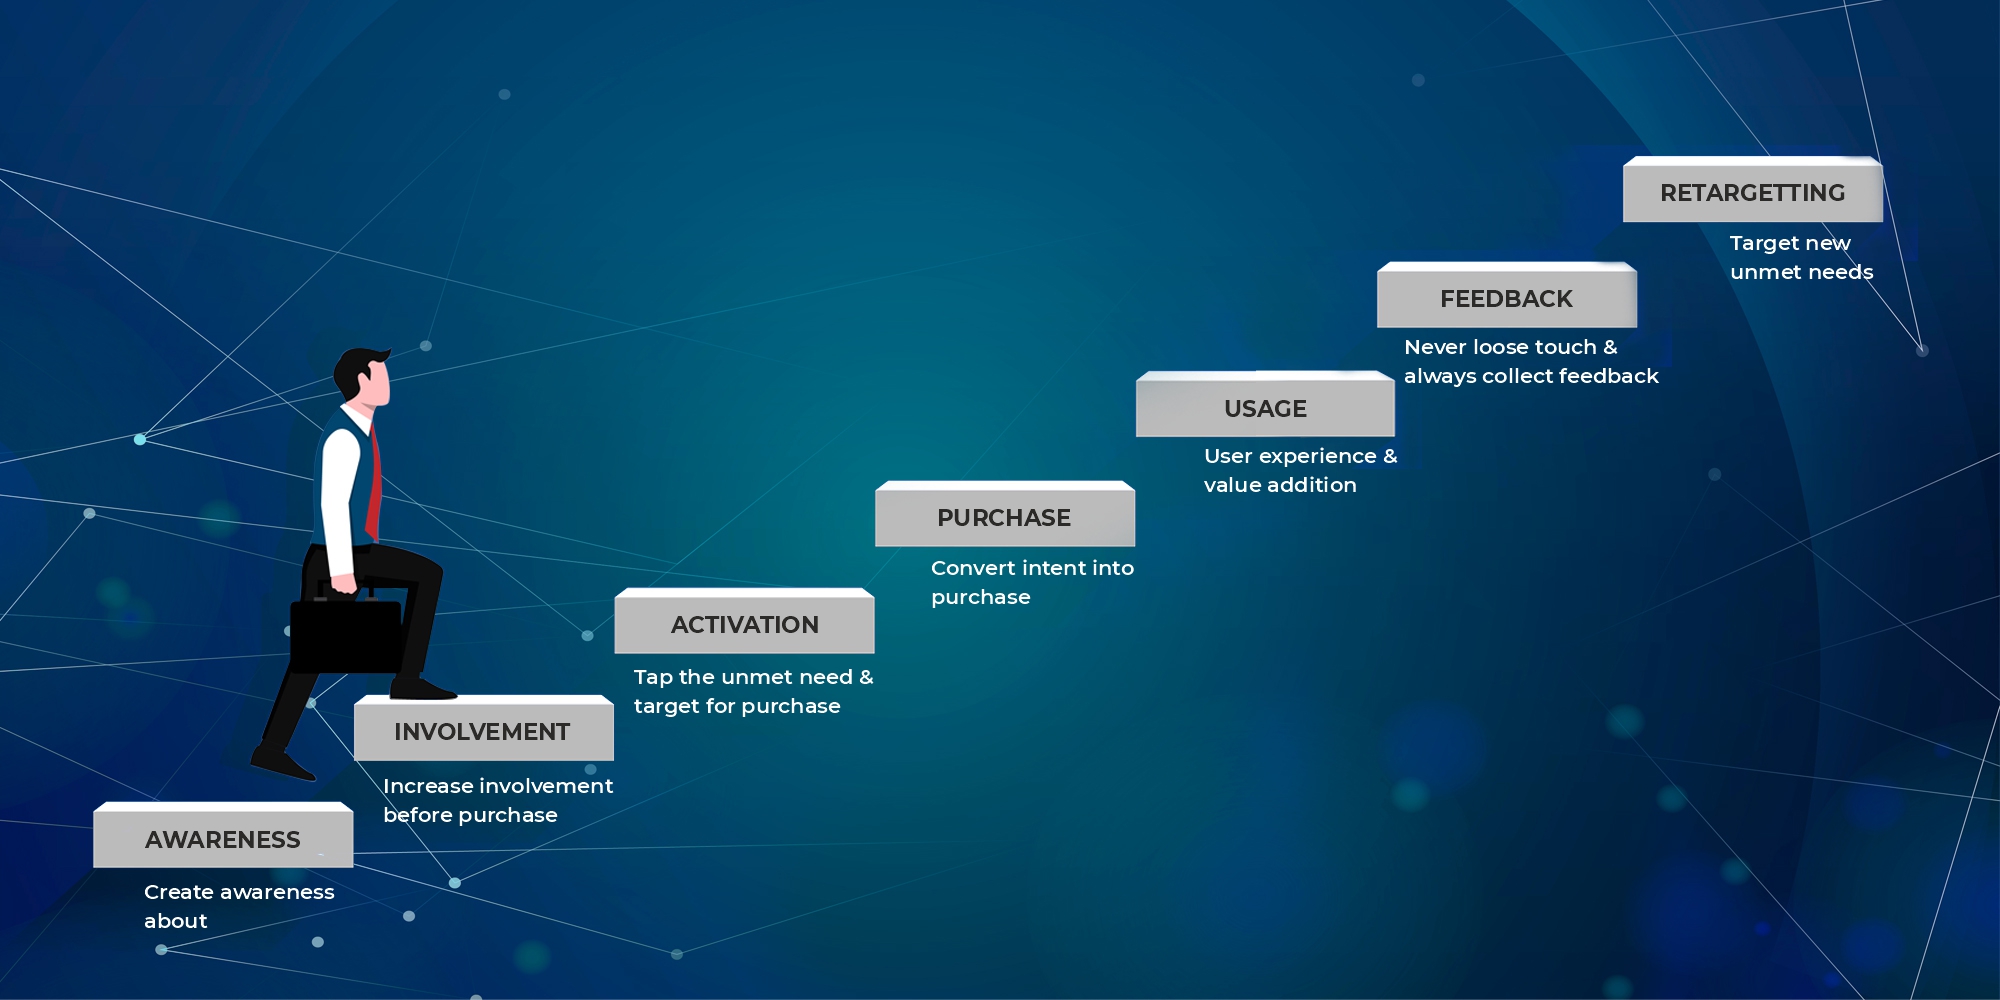 AWARENESS
Create awareness
about
INVOLVEMENT
Increase involvement
before purchase
ACTIVATION
Tap the unmet need &
target for purchase
PURCHASE
Convert intent into
purchase
USAGE
User experience &
value addition
FEEDBACK
Never loose touch &
always collect feedback
RETARGETTING
Target new
unmet needs